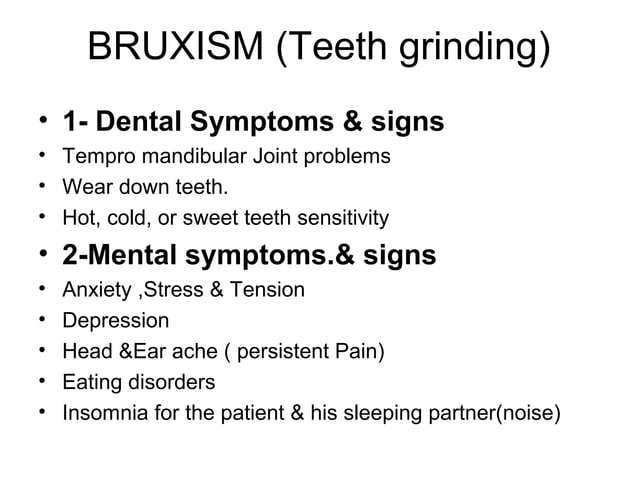 BRUXISM (Teeth grinding)
• 1- Dental Symptoms & signs
• Tempro mandibular Joint problems
• Wear down teeth.
• Hot, cold, or sweet teeth sensitivity
• 2-Mental symptoms.& signs
• Anxiety ,Stress & Tension
• Depression
• Head &Ear ache ( persistent Pain)
• Eating disorders
• Insomnia for the patient & his sleeping partner(noise)